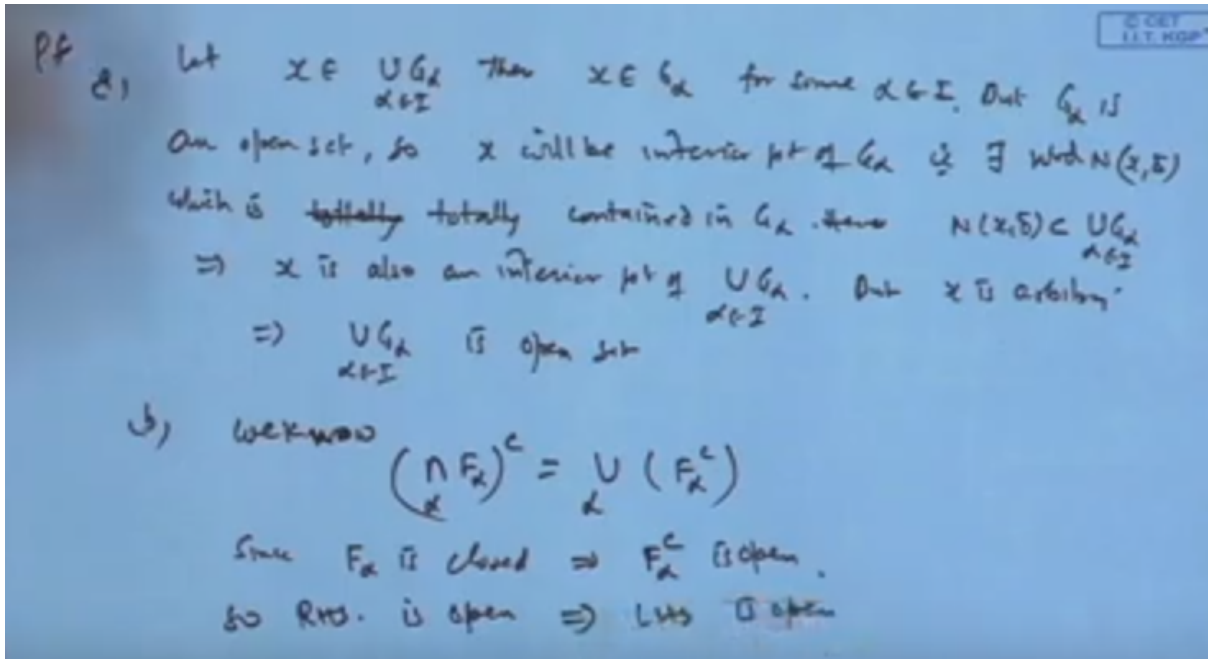 © CET
I.I.T. KGP
Pf
a, Let x ∈ ∪G_α then x ∈ G_α for some α ∈ I. But G_α is
α∈I
an open set, so x will be interior pt of G_α ie ∃ nbd N(x,δ)
which is totally totally contained in G_α. N(x,δ) ⊂ ∪G_α
α∈I
⇒ x is also an interior pt of ∪G_α. But x is arbitrary
α∈I
⇒ ∪G_α is open set
α∈I
b, We know
(∩_α F_α)^c = ∪_α (F_α^c)
Since F_α is closed ⇒ F_α^c is open.
so RHS. is open ⇒ LHS is open